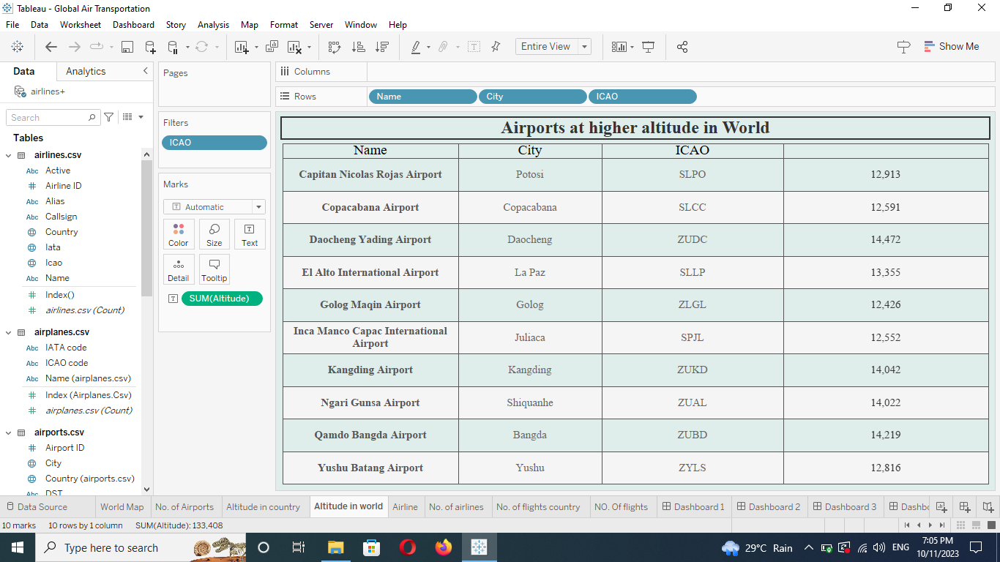 Tableau - Global Air Transportation
File Data Worksheet Dashboard Story Analysis Map Format Server Window Help
Entire View
Show Me
Data Analytics
airlines+
Search
Tables
airlines.csv
Abc Active
Airline ID
Abc Alias
Abc Callsign
Country
Iata
Icao
Abc Name
Index()
airlines.csv (Count)
airplanes.csv
Abc IATA code
Abc ICAO code
Abc Name (airplanes.csv)
Index (Airplanes.Csv)
airplanes.csv (Count)
airports.csv
Airport ID
City
Country (airports.csv)
Abc DST
Pages
Filters
ICAO
Marks
Automatic
Color Size Text
Detail Tooltip
SUM(Altitude)
Columns
Rows Name City ICAO
Airports at higher altitude in World
Name City ICAO
Capitan Nicolas Rojas Airport Potosi SLPO 12,913
Copacabana Airport Copacabana SLCC 12,591
Daocheng Yading Airport Daocheng ZUDC 14,472
El Alto International Airport La Paz SLLP 13,355
Golog Maqin Airport Golog ZLGL 12,426
Inca Manco Capac International
Airport Juliaca SPJL 12,552
Kangding Airport Kangding ZUKD 14,042
Ngari Gunsa Airport Shiquanhe ZUAL 14,022
Qamdo Bangda Airport Bangda ZUBD 14,219
Yushu Batang Airport Yushu ZYLS 12,816
Data Source World Map No. of Airports Altitude in country Altitude in world Airline No. of airlines No. of flights country NO. Of flights Dashboard 1 Dashboard 2 Dashboard 3 Dashbo
10 marks 10 rows by 1 column SUM(Altitude): 133,408
Type here to search
29°C Rain
ENG
7:05 PM
10/11/2023